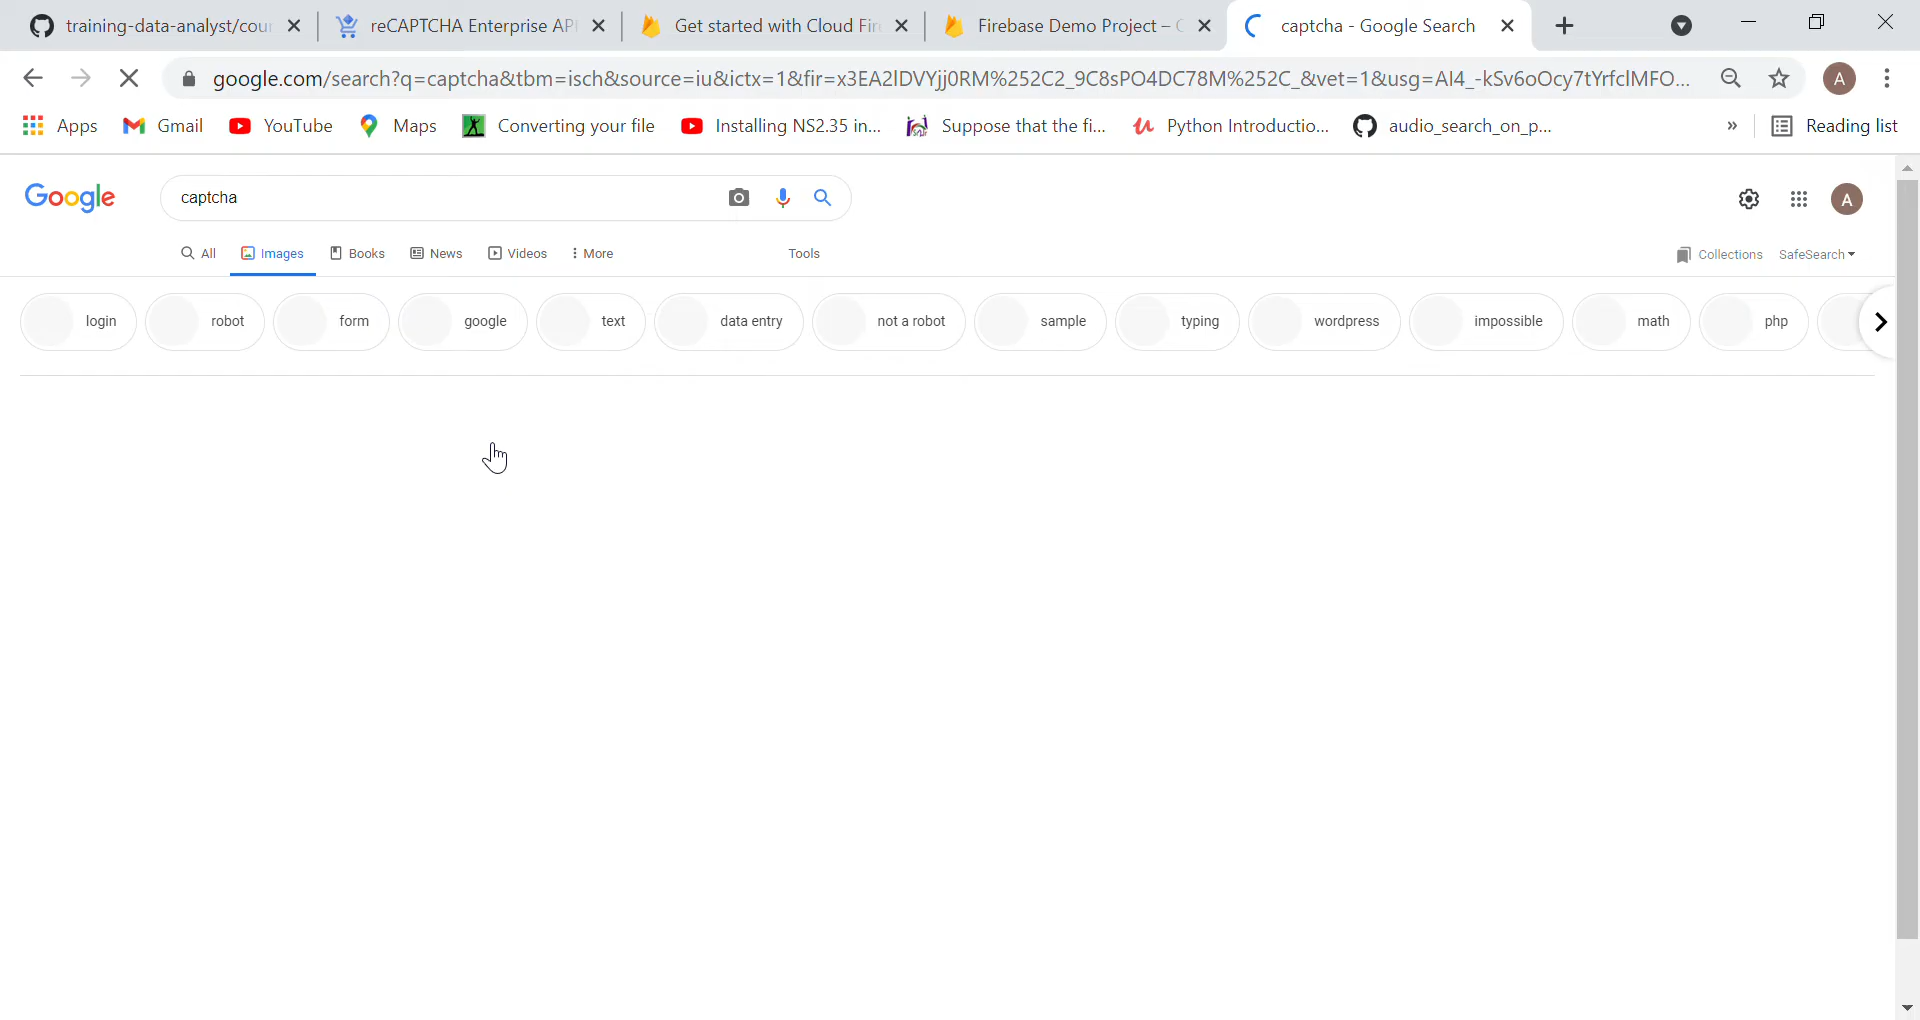 training-data-analyst/cour
reCAPTCHA Enterprise API
Get started with Cloud Fir
Firebase Demo Project – C
captcha - Google Search
google.com/search?q=captcha&tbm=isch&source=iu&ictx=1&fir=x3EA2lDVYjj0RM%252C2_9C8sPO4DC78M%252C_&vet=1&usg=AI4_-kSv6oOcy7tYrfclMFO...
A
Apps
Gmail
YouTube
Maps
Converting your file
Installing NS2.35 in...
Suppose that the fi...
Python Introductio...
audio_search_on_p...
»
Reading list
Google
captcha
A
All
Images
Books
News
Videos
More
Tools
Collections
SafeSearch
login
robot
form
google
text
data entry
not a robot
sample
typing
wordpress
impossible
math
php